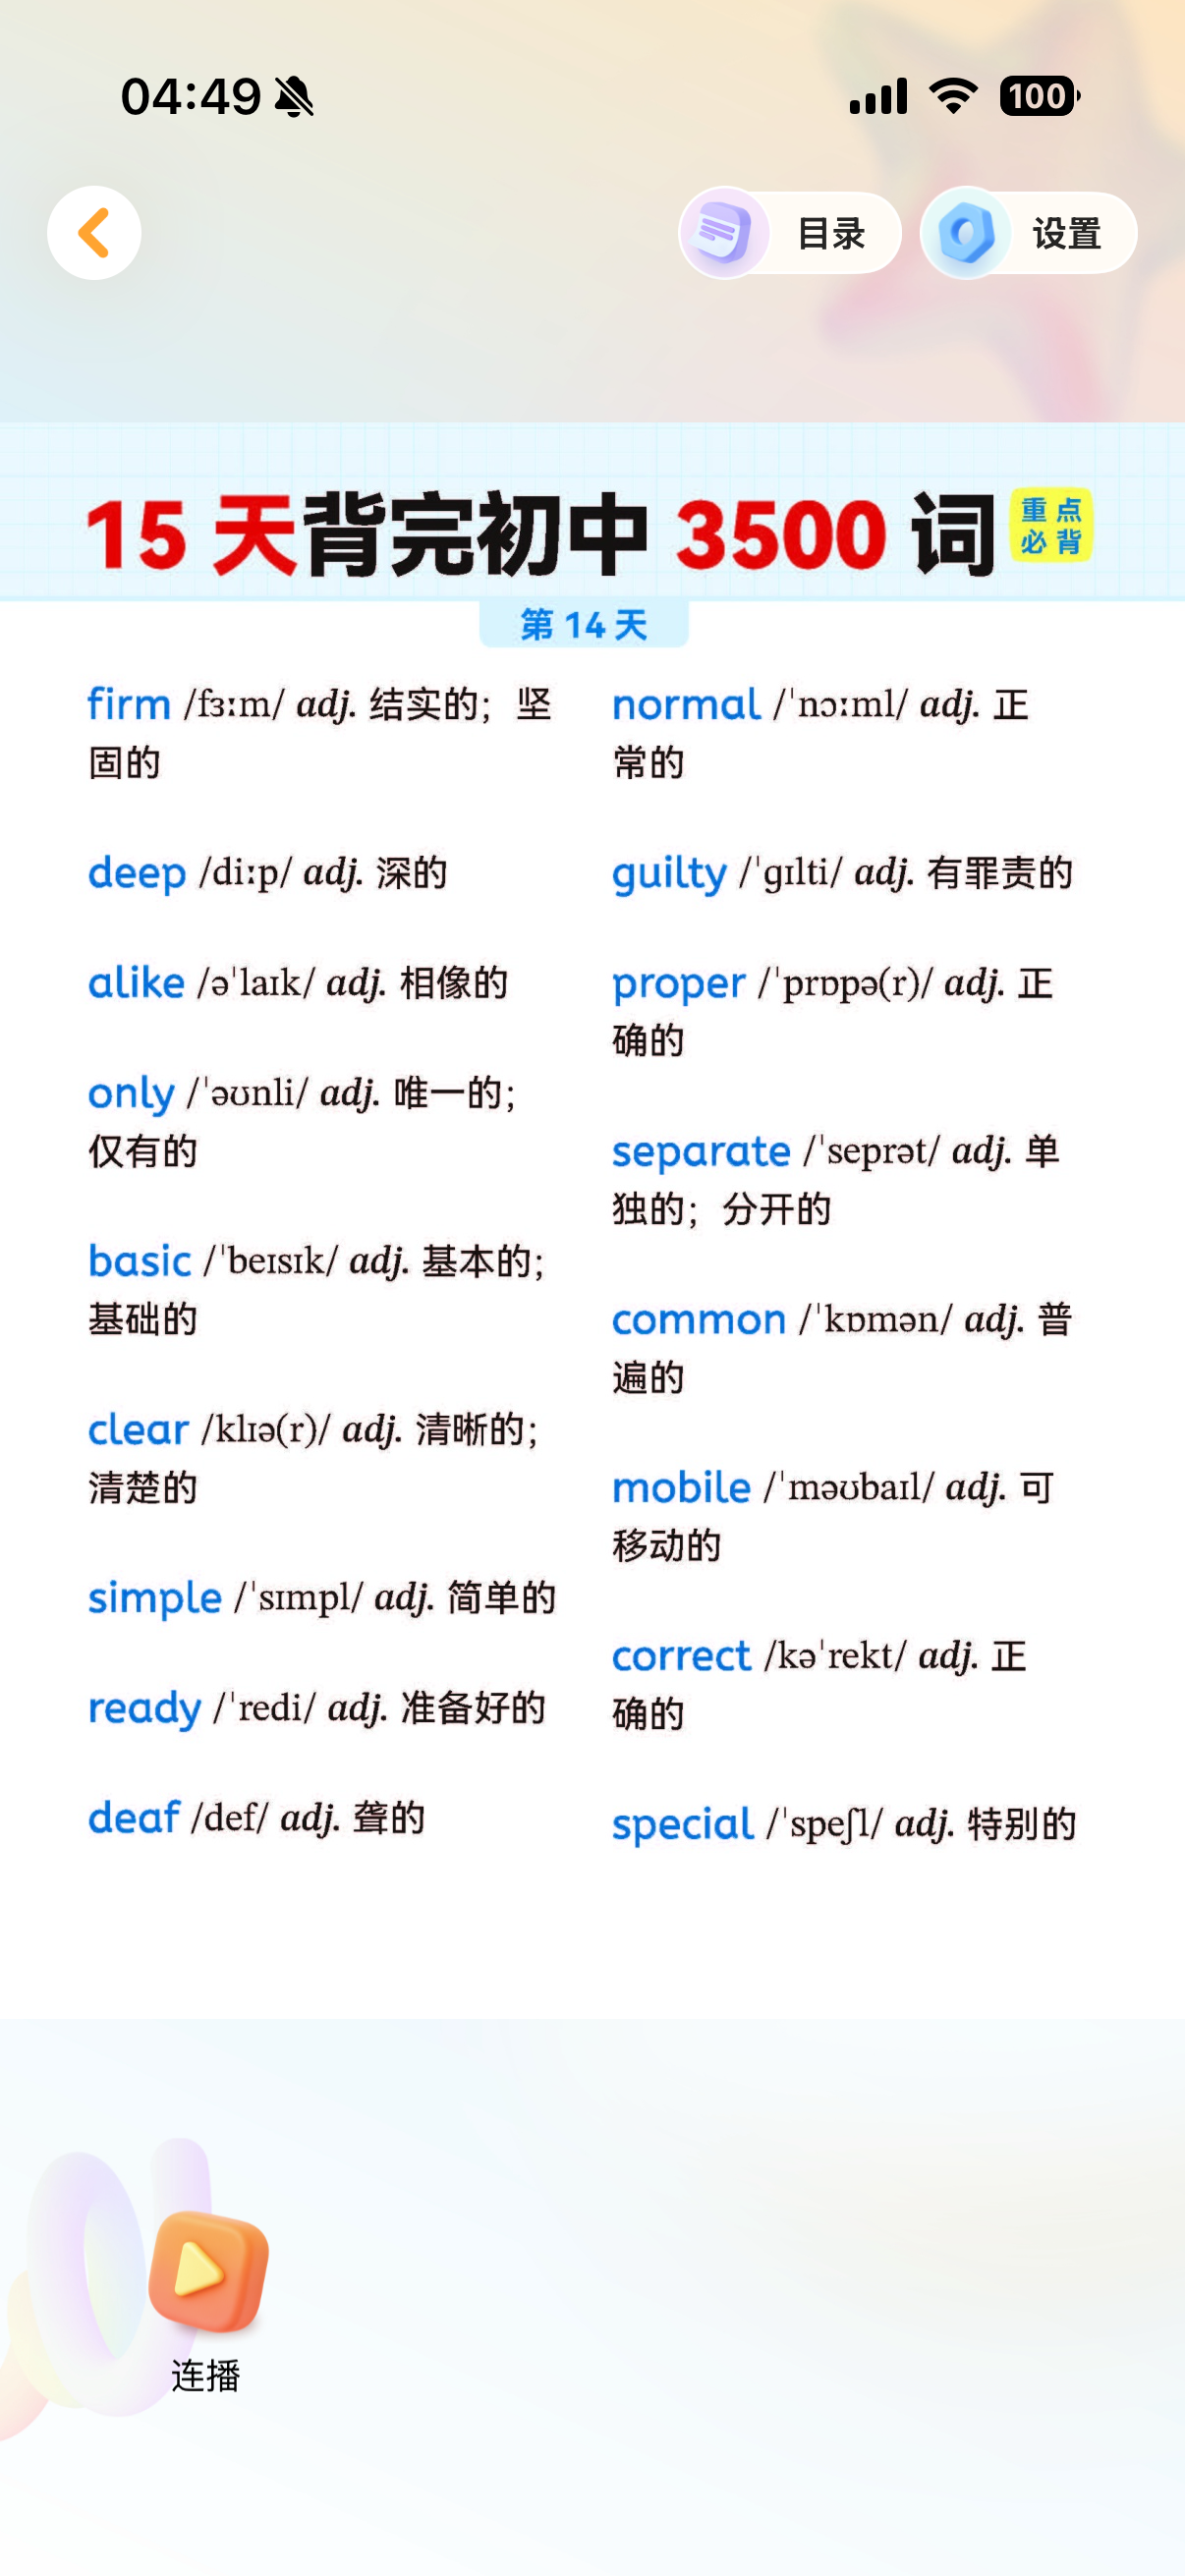 04:49
100
目录
设置
15 天背完初中 3500 词
重点
必背
第 14 天
firm /fɜːm/ adj. 结实的；坚
固的
deep /diːp/ adj. 深的
alike /əˈlaɪk/ adj. 相像的
only /ˈəʊnli/ adj. 唯一的；
仅有的
basic /ˈbeɪsɪk/ adj. 基本的；
基础的
clear /klɪə(r)/ adj. 清晰的；
清楚的
simple /ˈsɪmpl/ adj. 简单的
ready /ˈredi/ adj. 准备好的
deaf /def/ adj. 聋的
normal /ˈnɔːml/ adj. 正
常的
guilty /ˈɡɪlti/ adj. 有罪责的
proper /ˈprɒpə(r)/ adj. 正
确的
separate /ˈseprət/ adj. 单
独的；分开的
common /ˈkɒmən/ adj. 普
遍的
mobile /ˈməʊbaɪl/ adj. 可
移动的
correct /kəˈrekt/ adj. 正
确的
special /ˈspeʃl/ adj. 特别的
连播